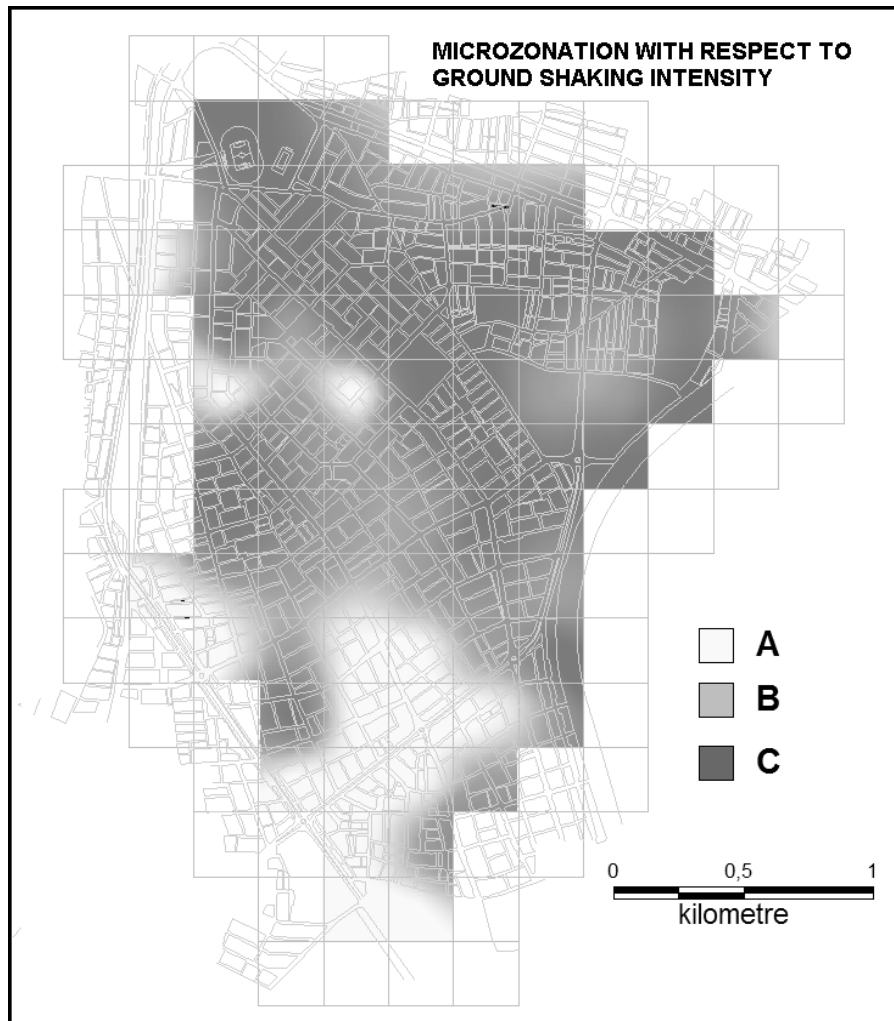 MICROZONATION WITH RESPECT TO
GROUND SHAKING INTENSITY
A
B
C
0 0,5 1
kilometre